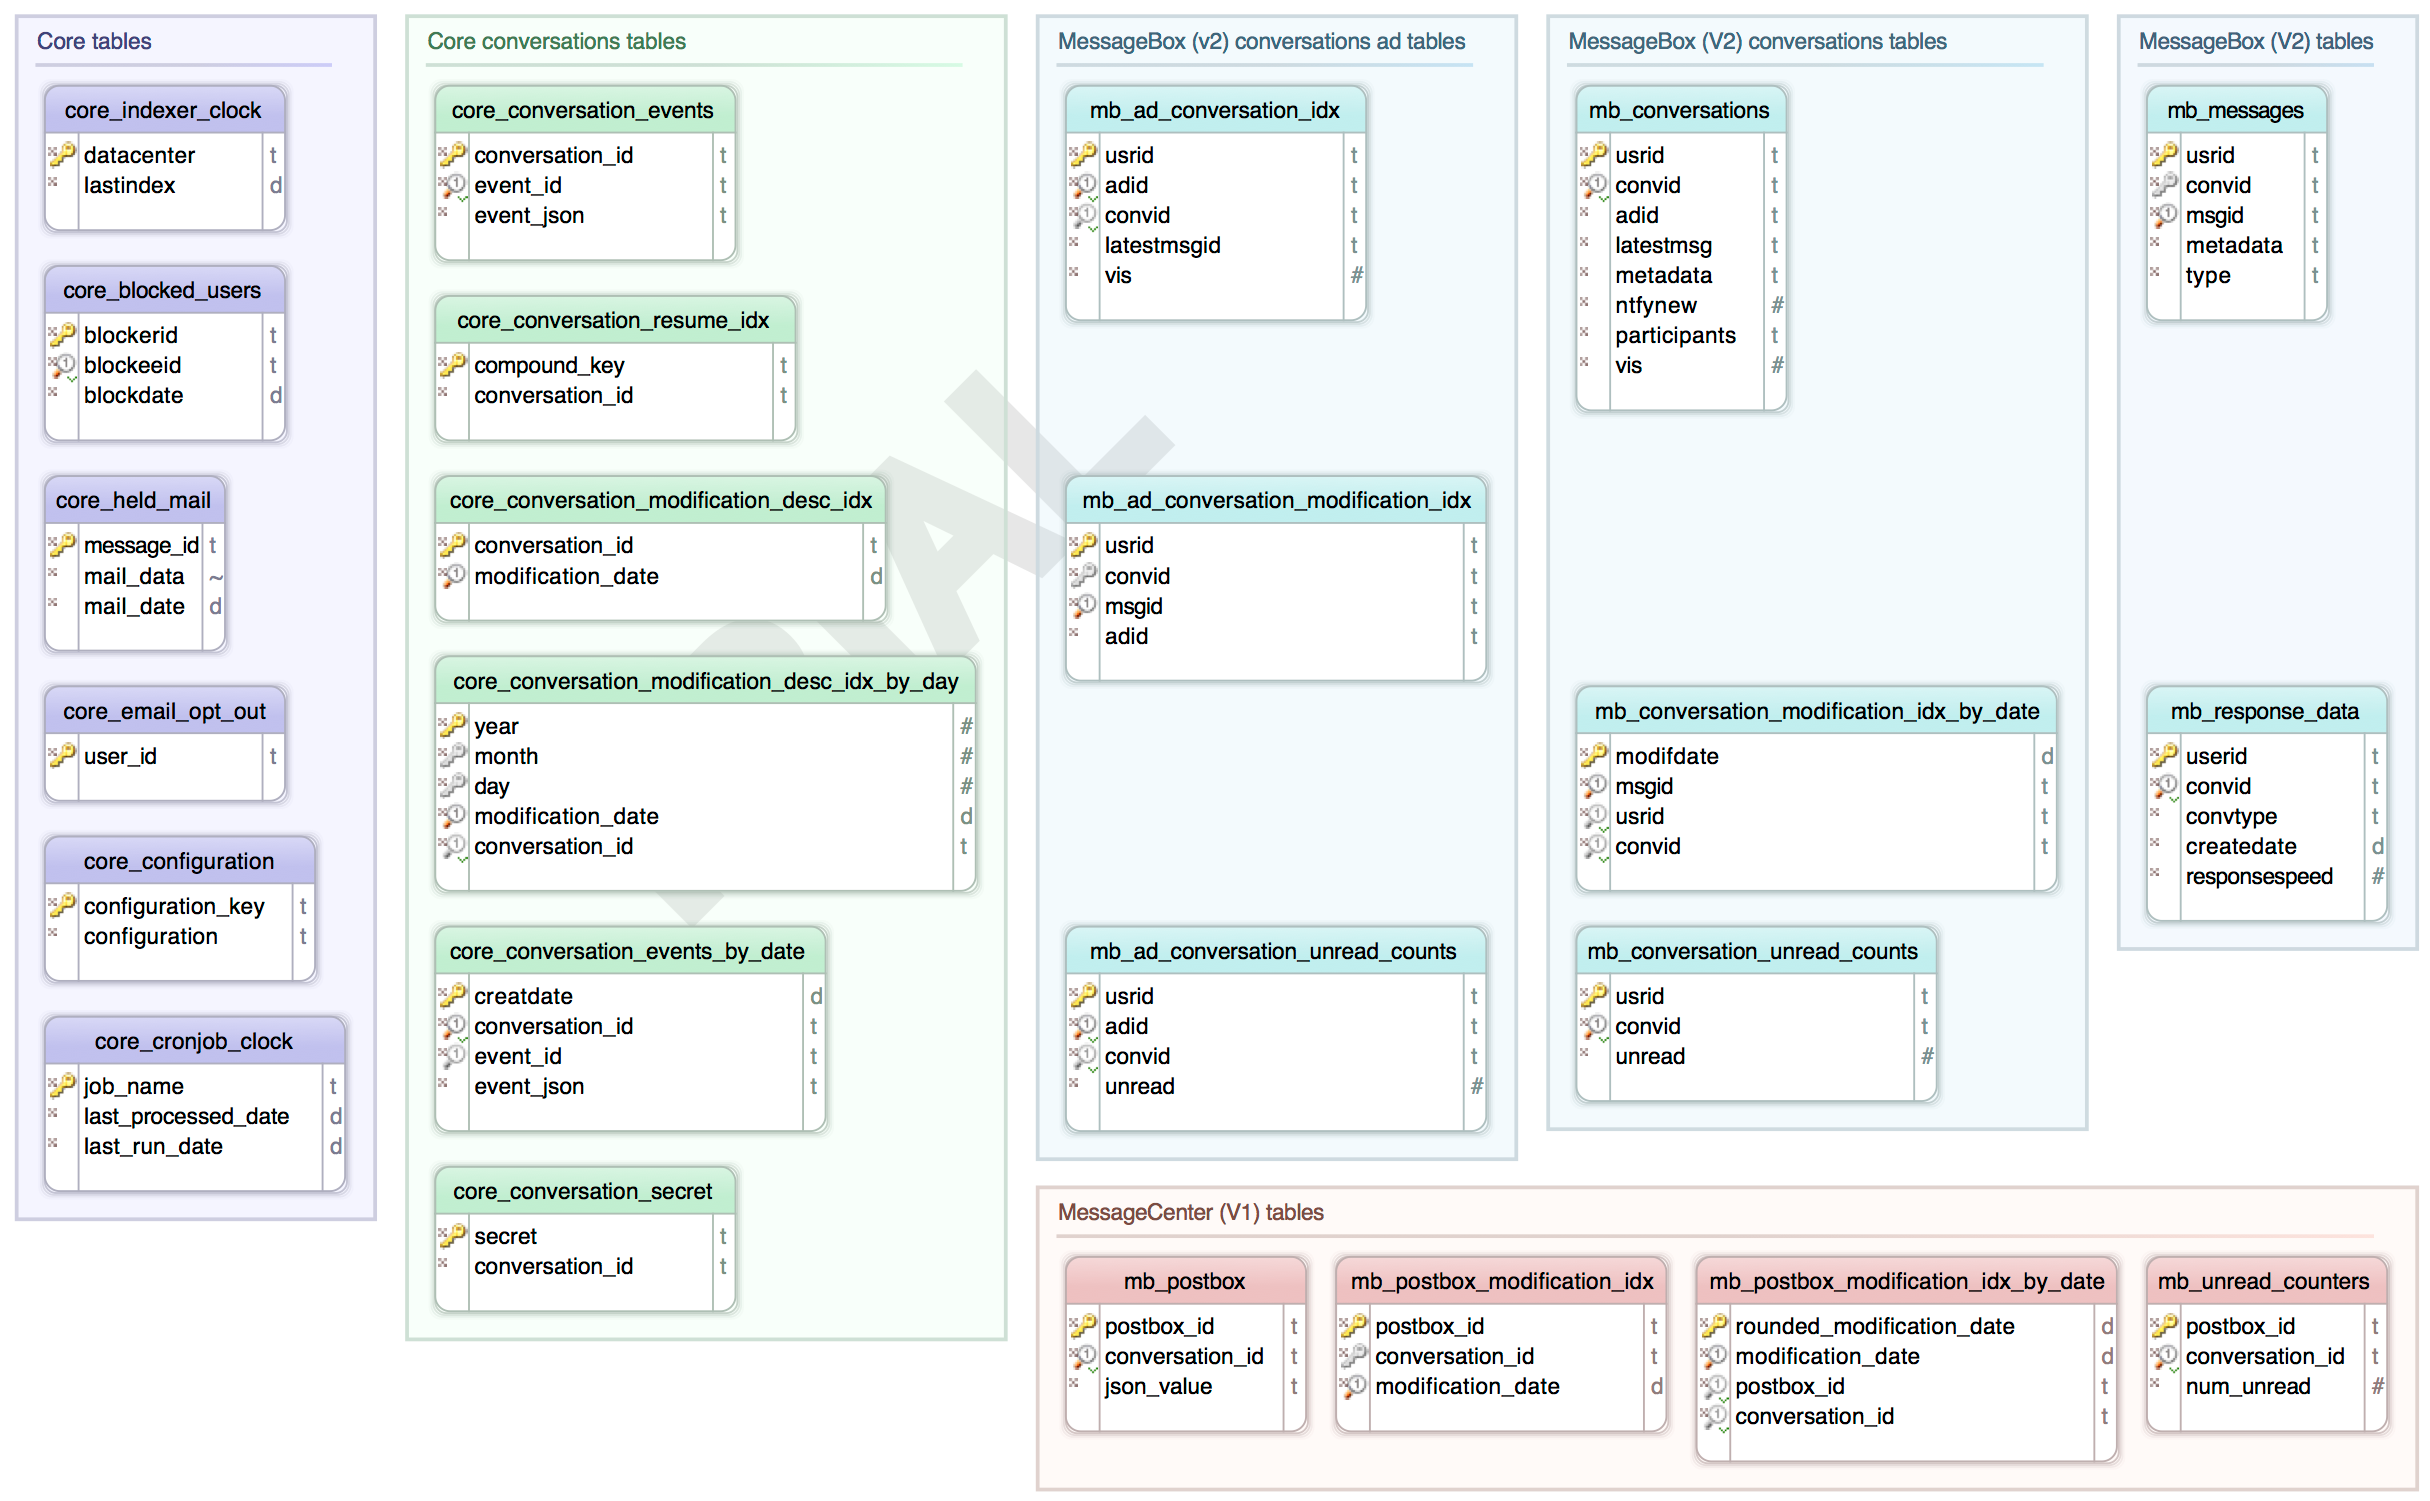 Core tables
core_indexer_clock
datacenter t
lastindex d
core_blocked_users
blockerid t
blockeeid t
blockdate d
core_held_mail
message_id t
mail_data ~
mail_date d
core_email_opt_out
user_id t
core_configuration
configuration_key t
configuration t
core_cronjob_clock
job_name t
last_processed_date d
last_run_date d
Core conversations tables
core_conversation_events
conversation_id t
event_id t
event_json t
core_conversation_resume_idx
compound_key t
conversation_id t
core_conversation_modification_desc_idx
conversation_id t
modification_date d
core_conversation_modification_desc_idx_by_day
year #
month #
day #
modification_date d
conversation_id t
core_conversation_events_by_date
creatdate d
conversation_id t
event_id t
event_json t
core_conversation_secret
secret t
conversation_id t
MessageBox (v2) conversations ad tables
mb_ad_conversation_idx
usrid t
adid t
convid t
latestmsgid t
vis #
mb_ad_conversation_modification_idx
usrid t
convid t
msgid t
adid t
mb_ad_conversation_unread_counts
usrid t
adid t
convid t
unread #
MessageBox (V2) conversations tables
mb_conversations
usrid t
convid t
adid t
latestmsg t
metadata t
ntfynew #
participants t
vis #
mb_conversation_modification_idx_by_date
modifdate d
msgid t
usrid t
convid t
mb_conversation_unread_counts
usrid t
convid t
unread #
MessageBox (V2) tables
mb_messages
usrid t
convid t
msgid t
metadata t
type t
mb_response_data
userid t
convid t
convtype t
createdate d
responsespeed #
MessageCenter (V1) tables
mb_postbox
postbox_id t
conversation_id t
json_value t
mb_postbox_modification_idx
postbox_id t
conversation_id t
modification_date d
mb_postbox_modification_idx_by_date
rounded_modification_date d
modification_date d
postbox_id t
conversation_id t
mb_unread_counters
postbox_id t
conversation_id t
num_unread #